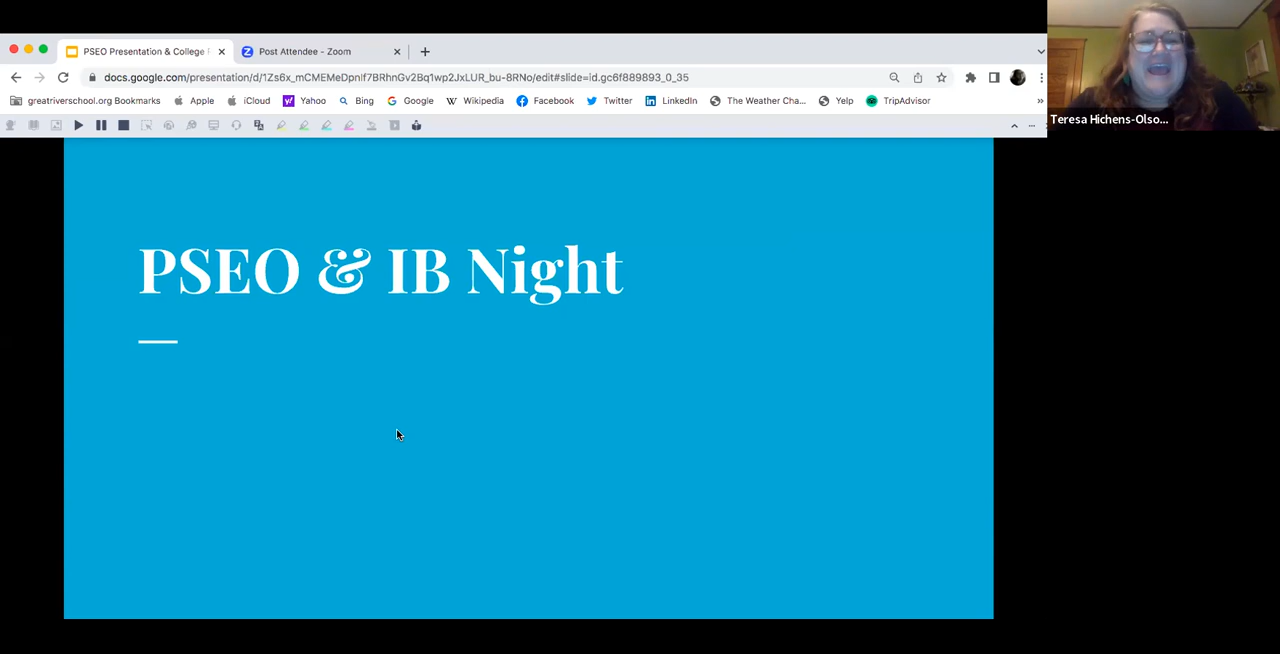 PSEO Presentation & College
Post Attendee - Zoom
docs.google.com/presentation/d/1Zs6x_mCMEMeDpnIf7BRhnGv2Bq1wp2JxLUR_bu-8RNo/edit#slide=id.gc6f889893_0_35
greatriverschool.org Bookmarks Apple iCloud Yahoo Bing Google Wikipedia Facebook Twitter LinkedIn The Weather Cha... Yelp TripAdvisor
Teresa Hichens-Olso...
PSEO & IB Night